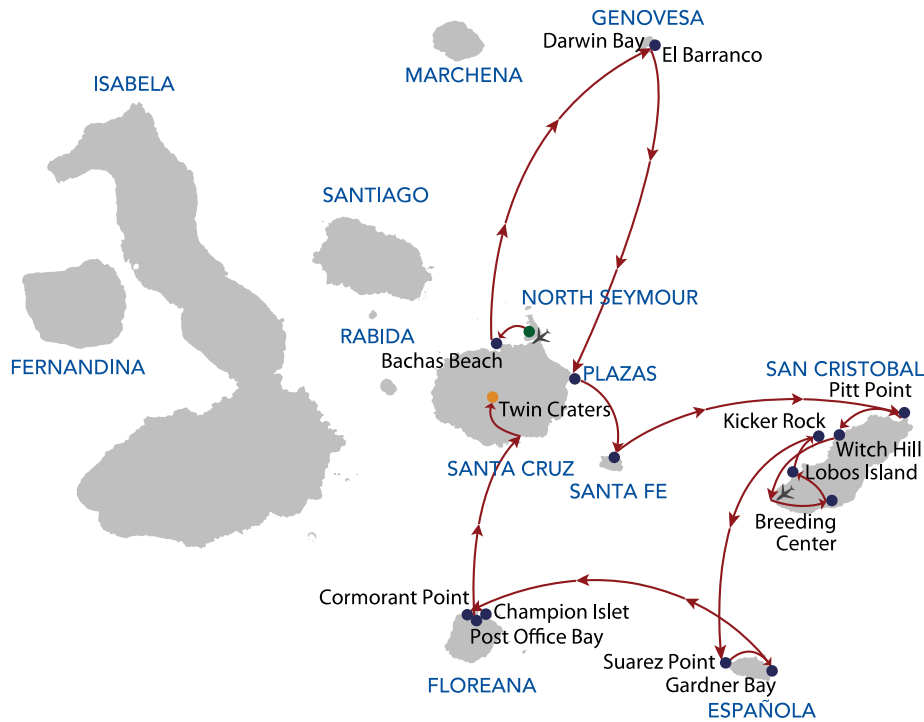 GENOVESA
Darwin Bay
El Barranco
MARCHENA
ISABELA
SANTIAGO
NORTH SEYMOUR
RABIDA
Bachas Beach
FERNANDINA
PLAZAS
SAN CRISTOBAL
Pitt Point
Twin Craters
Kicker Rock
Witch Hill
SANTA CRUZ
Lobos Island
SANTA FE
Breeding
Center
Cormorant Point
Champion Islet
Post Office Bay
Suarez Point
FLOREANA
Gardner Bay
ESPAÑOLA